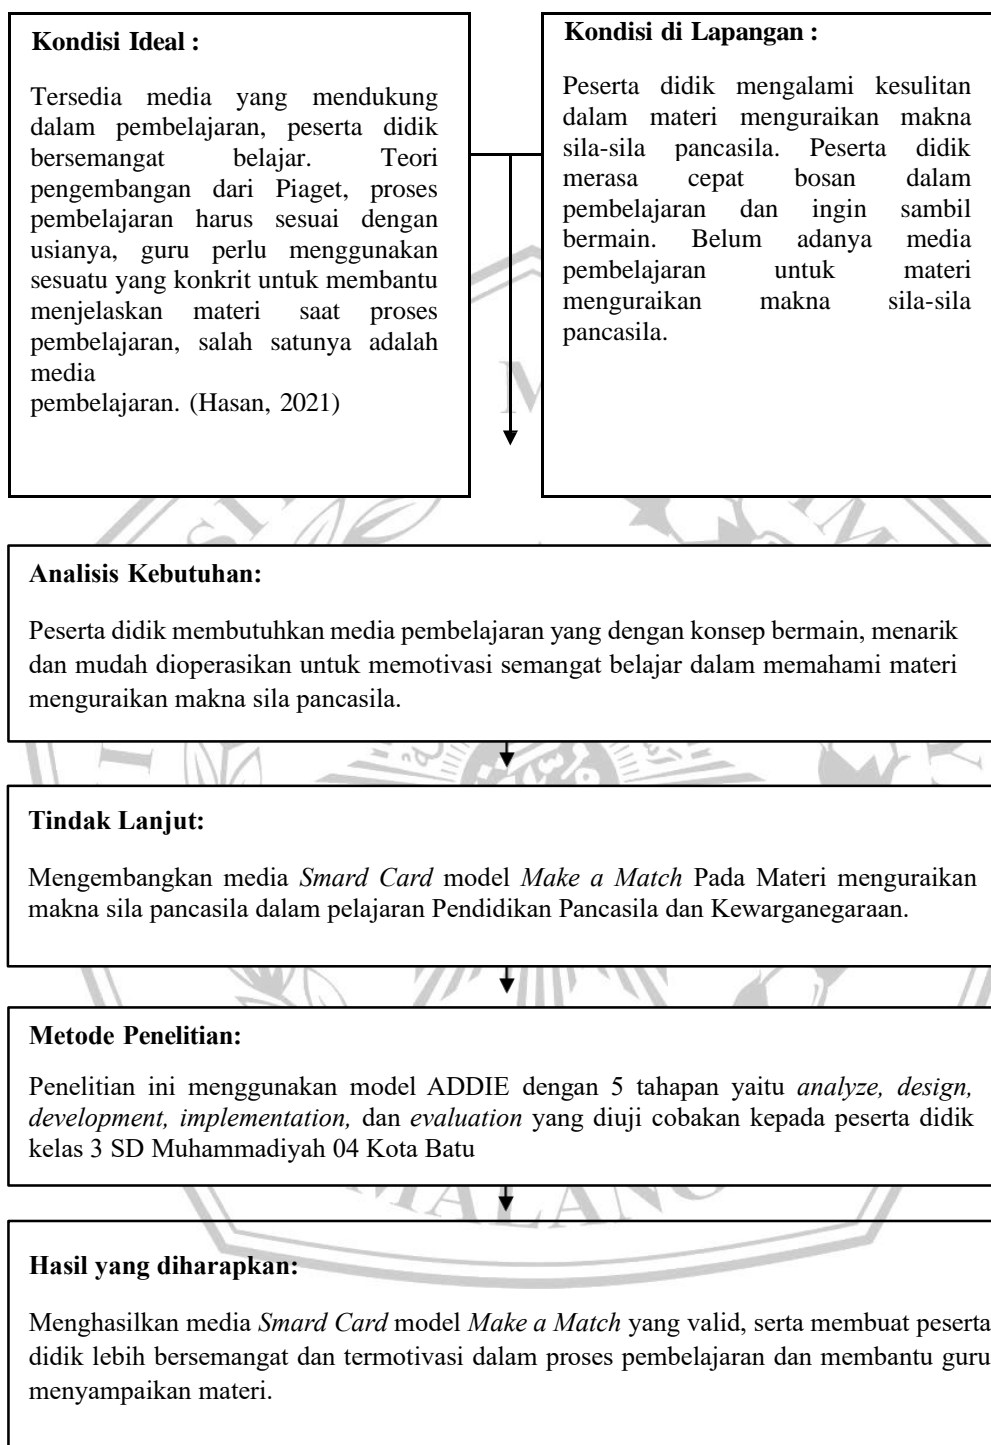 Kondisi Ideal :
Tersedia media yang mendukung
dalam pembelajaran, peserta didik
bersemangat belajar. Teori
pengembangan dari Piaget, proses
pembelajaran harus sesuai dengan
usianya, guru perlu menggunakan
sesuatu yang konkrit untuk membantu
menjelaskan materi saat proses
pembelajaran, salah satunya adalah
media
pembelajaran. (Hasan, 2021)
Kondisi di Lapangan :
Peserta didik mengalami kesulitan
dalam materi menguraikan makna
sila-sila pancasila. Peserta didik
merasa cepat bosan dalam
pembelajaran dan ingin sambil
bermain. Belum adanya media
pembelajaran untuk materi
menguraikan makna sila-sila
pancasila.
Analisis Kebutuhan:
Peserta didik membutuhkan media pembelajaran yang dengan konsep bermain, menarik
dan mudah dioperasikan untuk memotivasi semangat belajar dalam memahami materi
menguraikan makna sila pancasila.
Tindak Lanjut:
Mengembangkan media Smard Card model Make a Match Pada Materi menguraikan
makna sila pancasila dalam pelajaran Pendidikan Pancasila dan Kewarganegaraan.
Metode Penelitian:
Penelitian ini menggunakan model ADDIE dengan 5 tahapan yaitu analyze, design,
development, implementation, dan evaluation yang diuji cobakan kepada peserta didik
kelas 3 SD Muhammadiyah 04 Kota Batu
MALANG
Hasil yang diharapkan:
Menghasilkan media Smard Card model Make a Match yang valid, serta membuat peserta
didik lebih bersemangat dan termotivasi dalam proses pembelajaran dan membantu guru
menyampaikan materi.